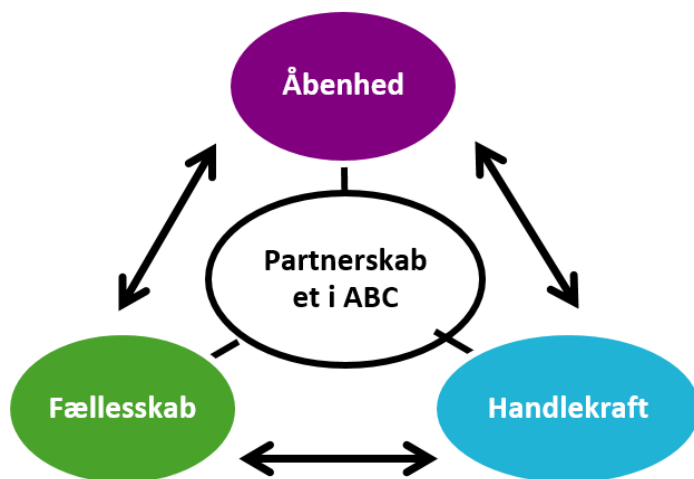 Åbenhed
Partnerskab
et i ABC
Fællesskab
Handlekraft